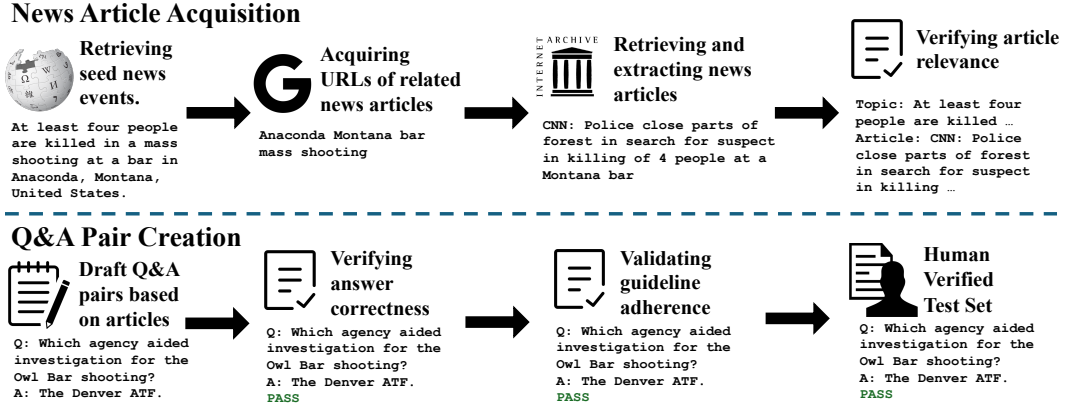 News Article Acquisition
Retrieving
seed news
events.
At least four people
are killed in a mass
shooting at a bar in
Anaconda, Montana,
United States.
Acquiring
URLs of related
news articles
Anaconda Montana bar
mass shooting
INTERNET ARCHIVE
Retrieving and
extracting news
articles
CNN: Police close parts of
forest in search for suspect
in killing of 4 people at a
Montana bar
Verifying article
relevance
Topic: At least four
people are killed …
Article: CNN: Police
close parts of forest
in search for suspect
in killing …
Q&A Pair Creation
Draft Q&A
pairs based
on articles
Q: Which agency aided
investigation for the
Owl Bar shooting?
A: The Denver ATF.
Verifying
answer
correctness
Q: Which agency aided
investigation for the
Owl Bar shooting?
A: The Denver ATF.
PASS
Validating
guideline
adherence
Q: Which agency aided
investigation for the
Owl Bar shooting?
A: The Denver ATF.
PASS
Human
Verified
Test Set
Q: Which agency aided
investigation for the
Owl Bar shooting?
A: The Denver ATF.
PASS